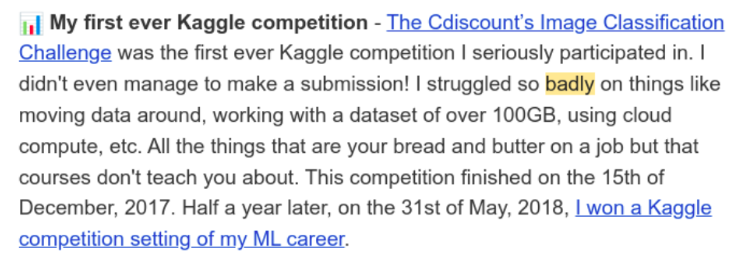 📊 My first ever Kaggle competition - The Cdiscount’s Image Classification
Challenge was the first ever Kaggle competition I seriously participated in. I
didn't even manage to make a submission! I struggled so badly on things like
moving data around, working with a dataset of over 100GB, using cloud
compute, etc. All the things that are your bread and butter on a job but that
courses don't teach you about. This competition finished on the 15th of
December, 2017. Half a year later, on the 31st of May, 2018, I won a Kaggle
competition setting of my ML career.